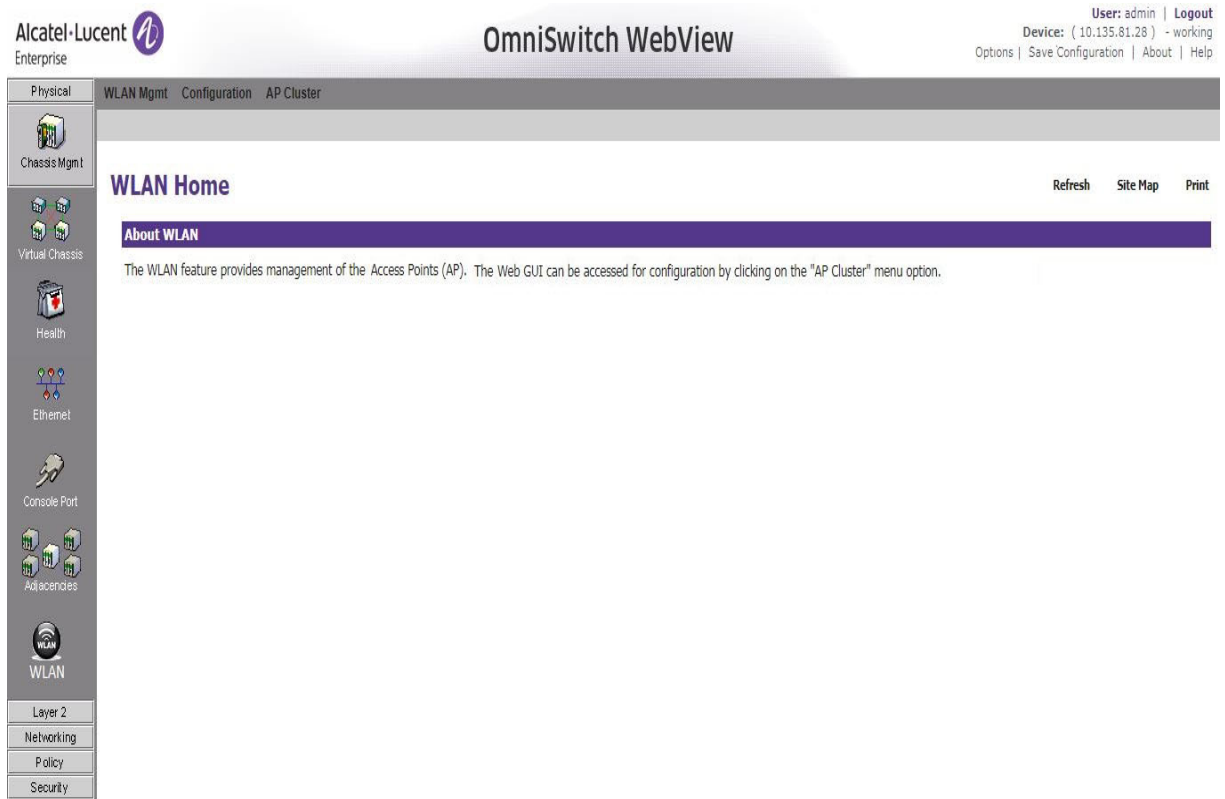 Alcatel·Lucent
Enterprise
OmniSwitch WebView
User: admin | Logout
Device: ( 10.135.81.28 ) - working
Options | Save Configuration | About | Help
Physical
WLAN Mgmt Configuration AP Cluster
Chassis Mgmt
WLAN Home
Refresh Site Map Print
About WLAN
The WLAN feature provides management of the Access Points (AP). The Web GUI can be accessed for configuration by clicking on the "AP Cluster" menu option.
Virtual Chassis
Health
Ethernet
Console Port
Adjacencies
WLAN
WLAN
Layer 2
Networking
Policy
Security